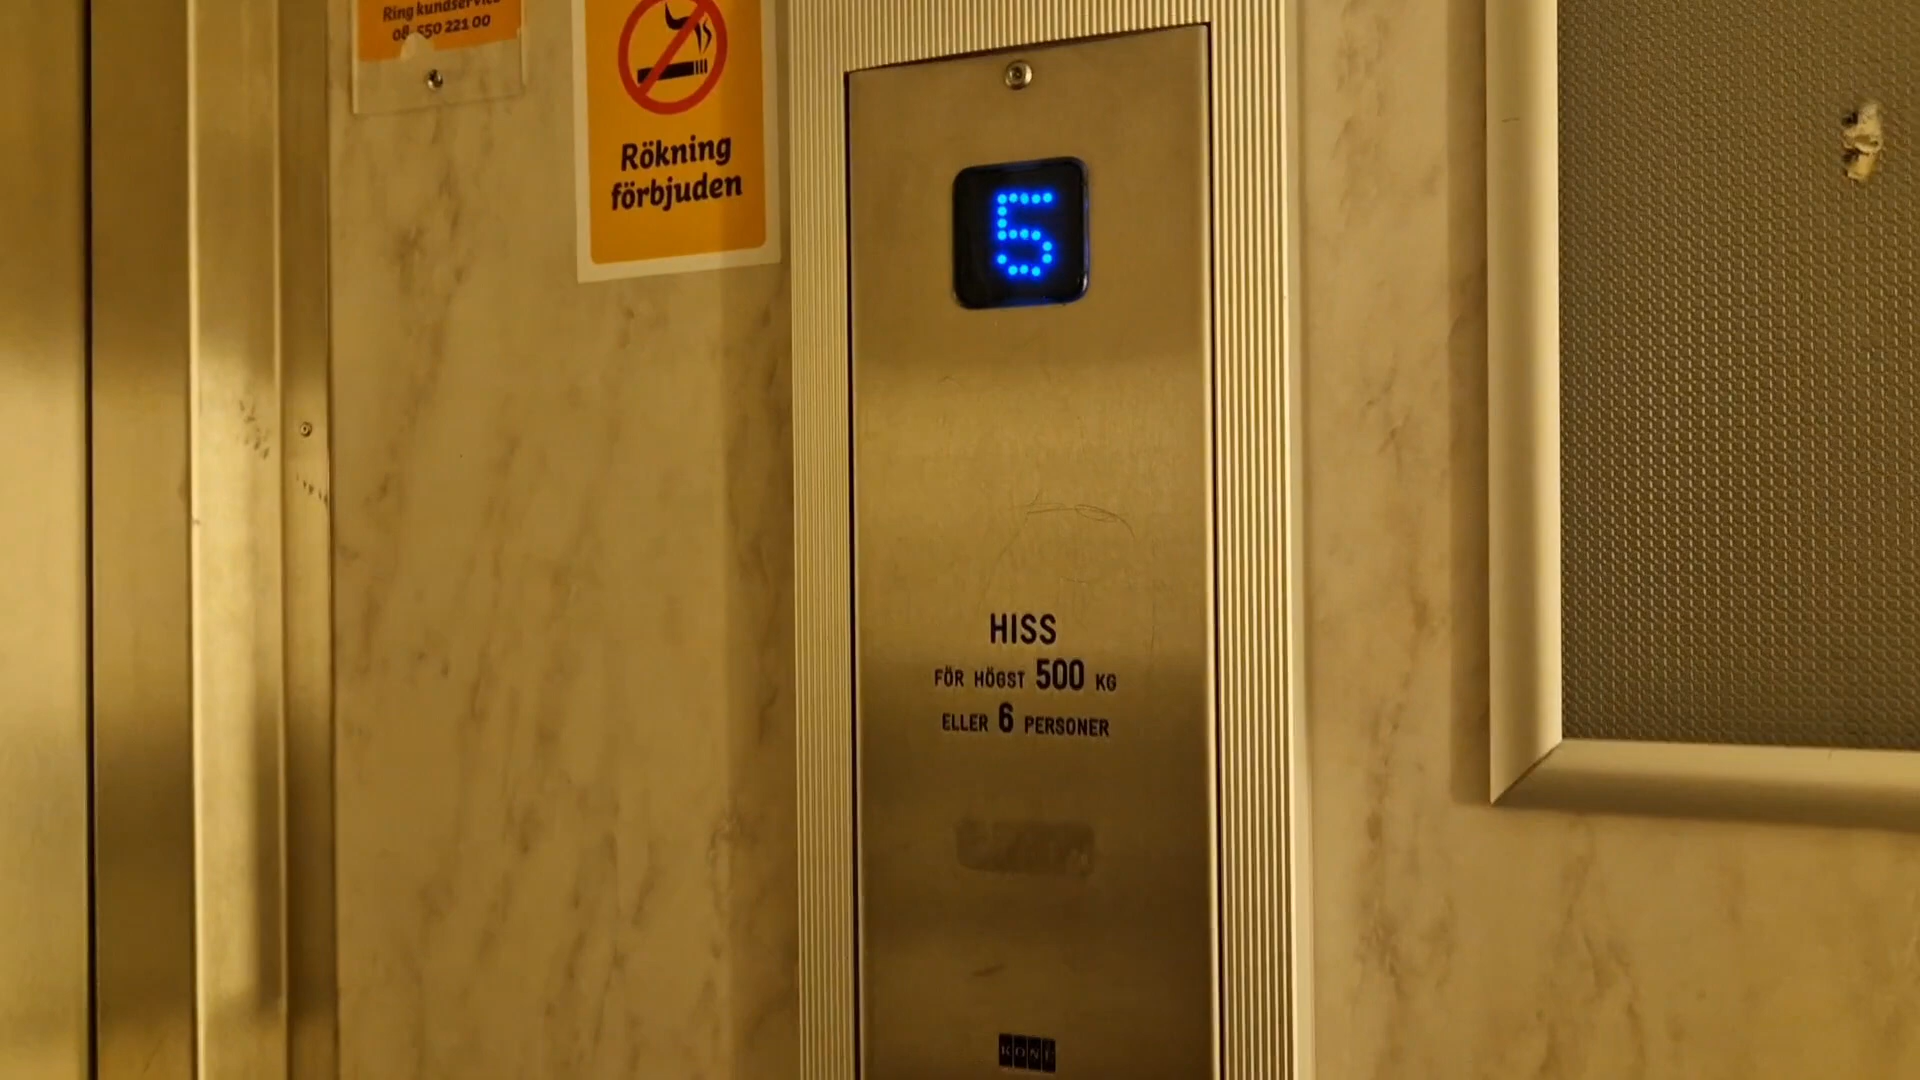 Ring kundservice
08-550 221 00
Rökning
förbjuden
5
HISS
FÖR HÖGST 500 KG
ELLER 6 PERSONER
KONE